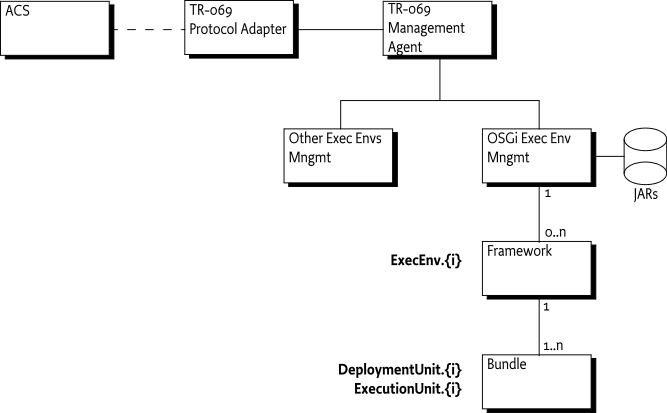 ACS
TR-069
Protocol Adapter
TR-069
Management
Agent
Other Exec Envs
Mngmt
OSGi Exec Env
Mngmt
JARs
1
0..n
ExecEnv.{i}
Framework
1
1..n
DeploymentUnit.{i}
ExecutionUnit.{i}
Bundle